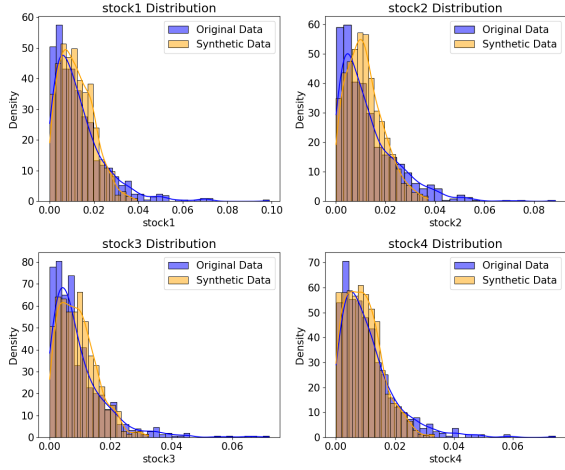 stock1 Distribution
Original Data
Synthetic Data
Density
0
10
20
30
40
50
0.00
0.02
0.04
0.06
0.08
0.10
stock1
stock2 Distribution
Original Data
Synthetic Data
Density
0
10
20
30
40
50
60
0.00
0.02
0.04
0.06
0.08
stock2
stock3 Distribution
Original Data
Synthetic Data
Density
0
10
20
30
40
50
60
70
80
0.00
0.02
0.04
0.06
stock3
stock4 Distribution
Original Data
Synthetic Data
Density
0
10
20
30
40
50
60
70
0.00
0.02
0.04
0.06
stock4